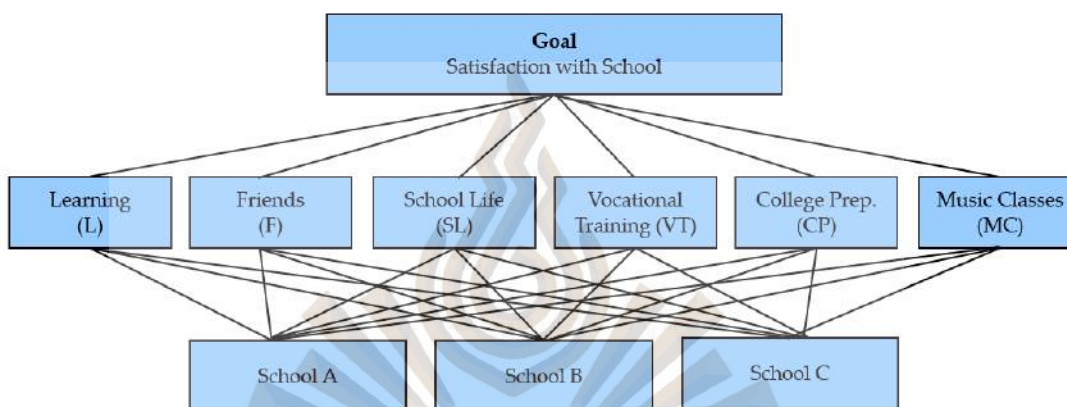 Goal
Satisfaction with School
Learning
(L)
Friends
(F)
School Life
(SL)
Vocational
Training (VT)
College Prep.
(CP)
Music Classes
(MC)
School A
School B
School C